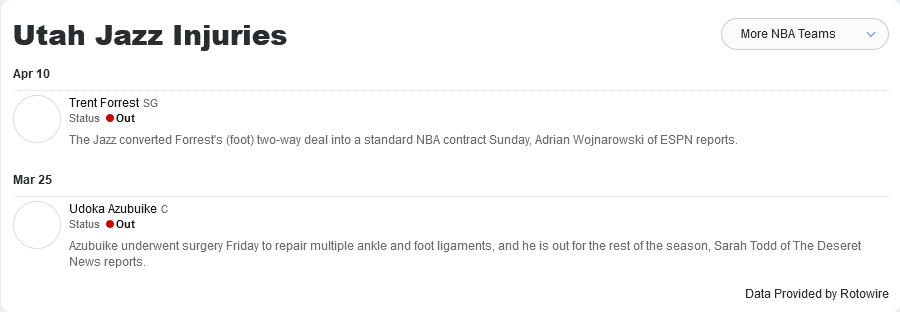 Utah Jazz Injuries
More NBA Teams
Apr 10
Trent Forrest SG
Status Out
The Jazz converted Forrest's (foot) two-way deal into a standard NBA contract Sunday, Adrian Wojnarowski of ESPN reports.
Mar 25
Udoka Azubuike C
Status Out
Azubuike underwent surgery Friday to repair multiple ankle and foot ligaments, and he is out for the rest of the season, Sarah Todd of The Deseret
News reports.
Data Provided by Rotowire